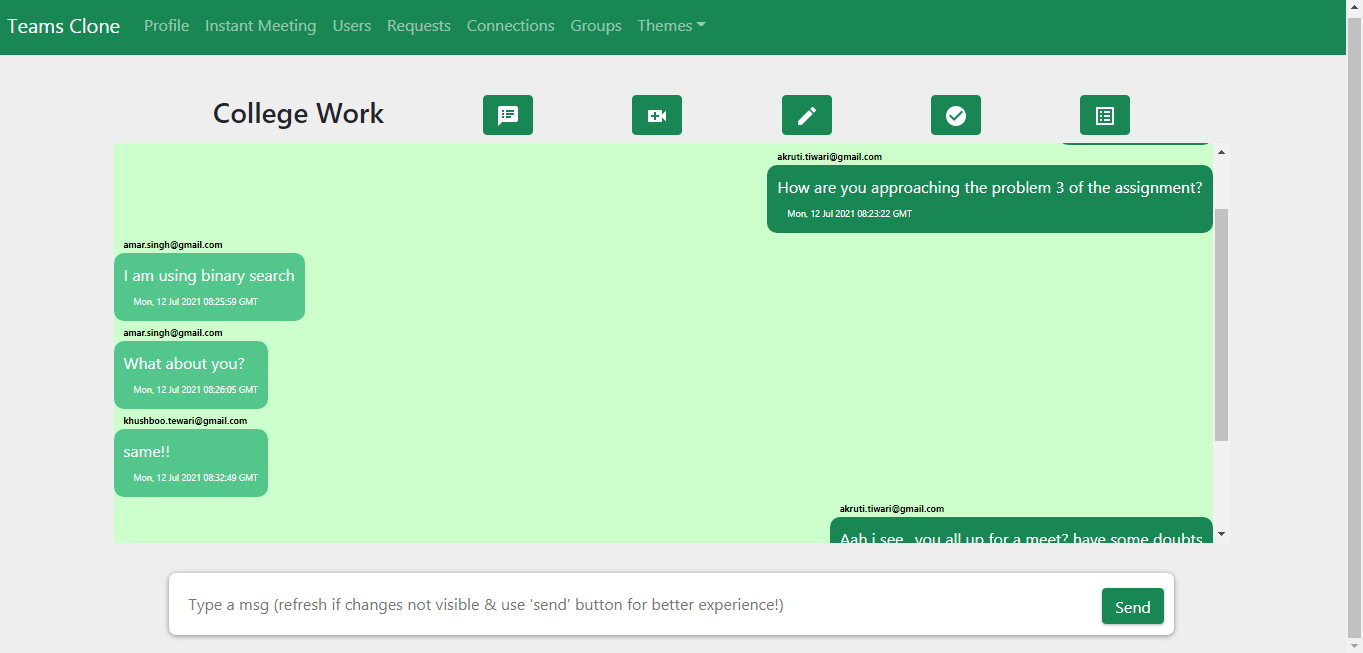 Teams Clone Profile Instant Meeting Users Requests Connections Groups Themes
College Work
akruti.tiwari@gmail.com
How are you approaching the problem 3 of the assignment?
Mon, 12 Jul 2021 08:23:22 GMT
amar.singh@gmail.com
I am using binary search
Mon, 12 Jul 2021 08:25:59 GMT
amar.singh@gmail.com
What about you?
Mon, 12 Jul 2021 08:26:05 GMT
khushboo.tewari@gmail.com
same!!
Mon, 12 Jul 2021 08:32:49 GMT
akruti.tiwari@gmail.com
Aah i see.. you all up for a meet? have some doubts
Type a msg (refresh if changes not visible & use 'send' button for better experience!) Send